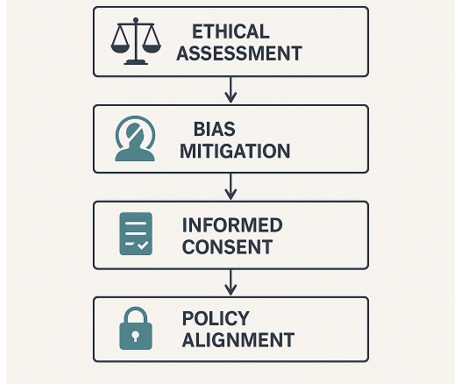 ETHICAL
ASSESSMENT
BIAS
MITIGATION
INFORMED
CONSENT
POLICY
ALIGNMENT